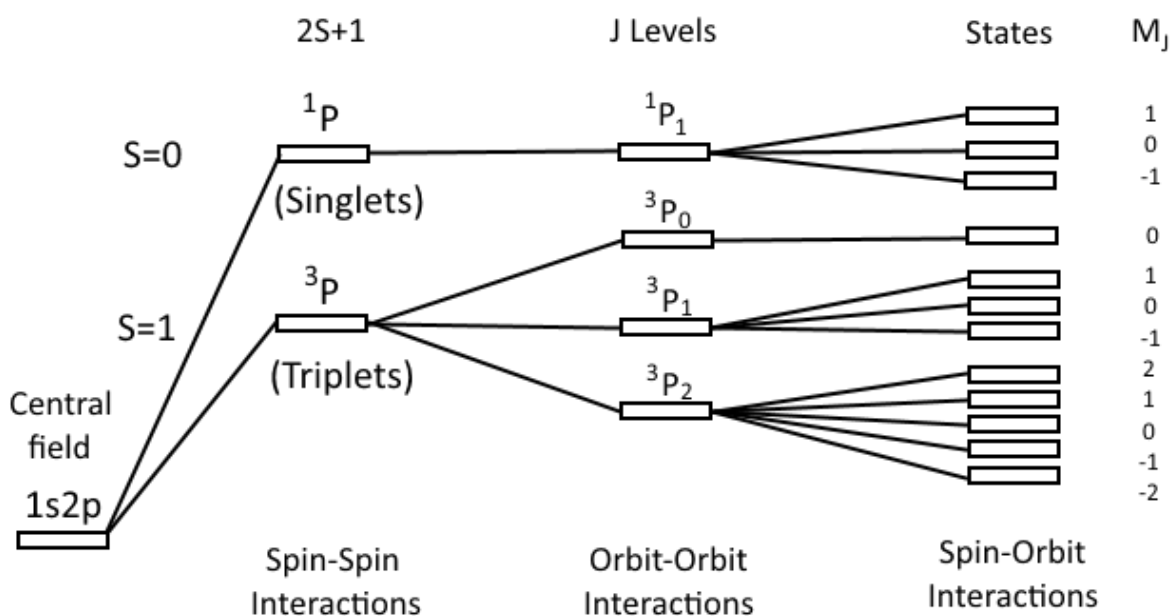 2S+1 J Levels States M_J
¹P ¹P₁ 1
S=0 0
-1
(Singlets) ³P₀ 0
³P ³P₁ 1
S=1 0
-1
(Triplets) ³P₂ 2
Central 1
field 0
-1
1s2p -2
Spin-Spin Orbit-Orbit Spin-Orbit
Interactions Interactions Interactions